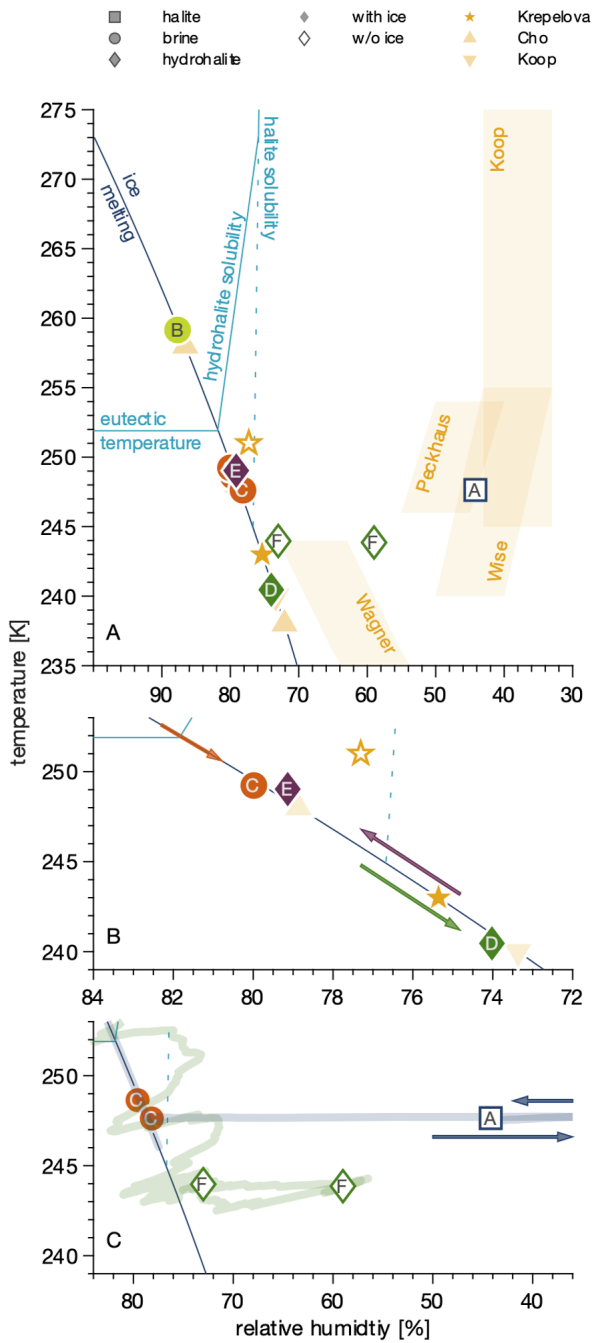 halite with ice Krepelova
brine w/o ice Cho
hydrohalite Koop
275
270
265
260
255
250
245
240
235
ice
melting
hydrohalite solubility
halite solubility
Koop
B
eutectic
temperature
E
C
Peckhaus
A
F F
Wise
D
Wagner
A
90 80 70 60 50 40 30
temperature [K]
250
245
240
C E
D
B
84 82 80 78 76 74 72
250
245
240
C
C A
F F
C
80 70 60 50 40
relative humidtiy [%]